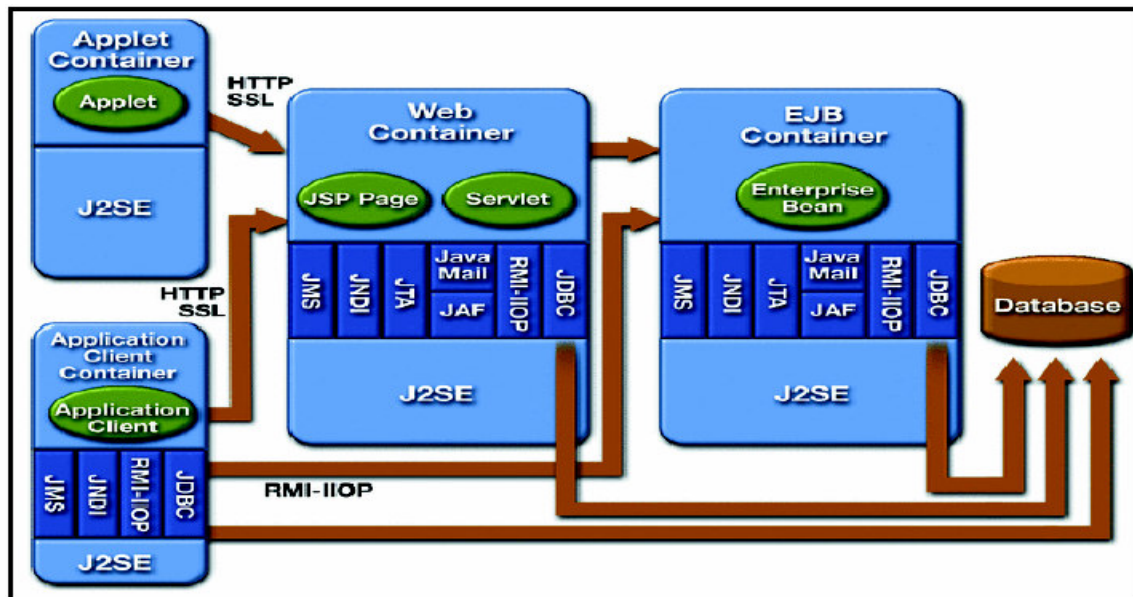 Applet
Container
Applet
J2SE
HTTP
SSL
Web
Container
JSP Page
Servlet
JMS
JNDI
JTA
Java
Mail
JAF
RMI-IIOP
JDBC
J2SE
EJB
Container
Enterprise
Bean
JMS
JNDI
JTA
Java
Mail
JAF
RMI-IIOP
JDBC
J2SE
Database
HTTP
SSL
Application
Client
Container
Application
Client
JMS
JNDI
RMI-IIOP
JDBC
J2SE
RMI-IIOP